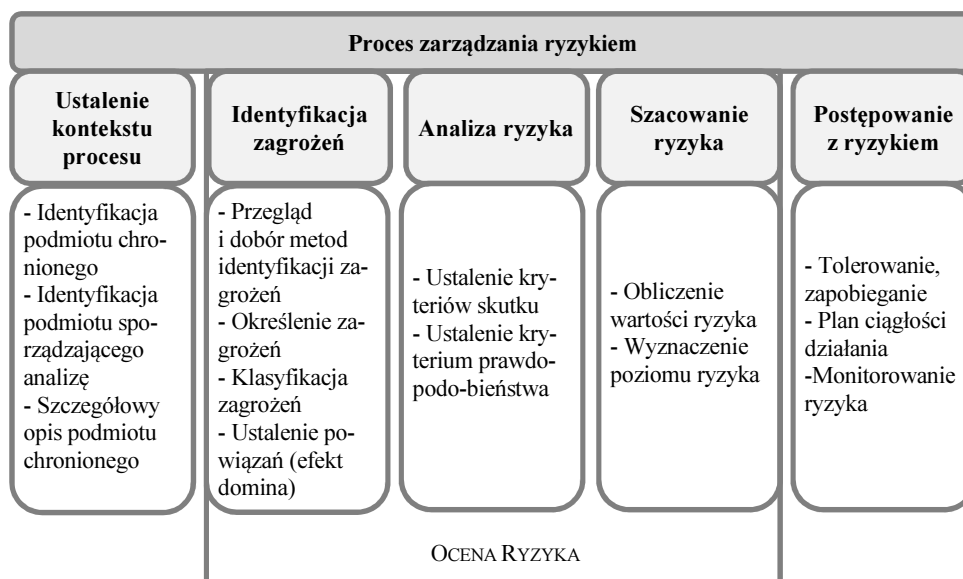 Proces zarządzania ryzykiem
Ustalenie
kontekstu
procesu
Identyfikacja
zagrożeń
Analiza ryzyka
Szacowanie
ryzyka
Postępowanie
z ryzykiem
- Identyfikacja
podmiotu chro-
nionego
- Identyfikacja
podmiotu spo-
rządzającego
analizę
- Szczegółowy
opis podmiotu
chronionego
- Przegląd
i dobór metod
identyfikacji za-
grożeń
- Określenie za-
grożeń
- Klasyfikacja
zagrożeń
- Ustalenie po-
wiązań (efekt
domina)
- Ustalenie kry-
teriów skutku
- Ustalenie kry-
terium prawdo-
podo-bieństwa
- Obliczenie
wartości ryzyka
- Wyznaczenie
poziomu ryzyka
- Tolerowanie,
zapobieganie
- Plan ciągłości
działania
-Monitorowanie
ryzyka
OCENA RYZYKA